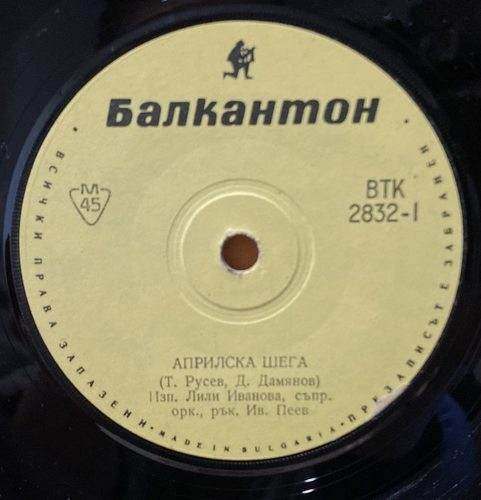 Балкантон
М
45
ВТК
2832-1
АПРИЛСКА ШЕГА
(Т. Русев, Д. Дамянов)
Изп. Лили Иванова, съпр.
орк., рък. Ив. Пеев
• ВСИЧКИ ПРАВА ЗАПАЗЕНИ • MADE IN BULGARIA • ПРЕЗАПИСЪТ Е ЗАБРАНЕН •